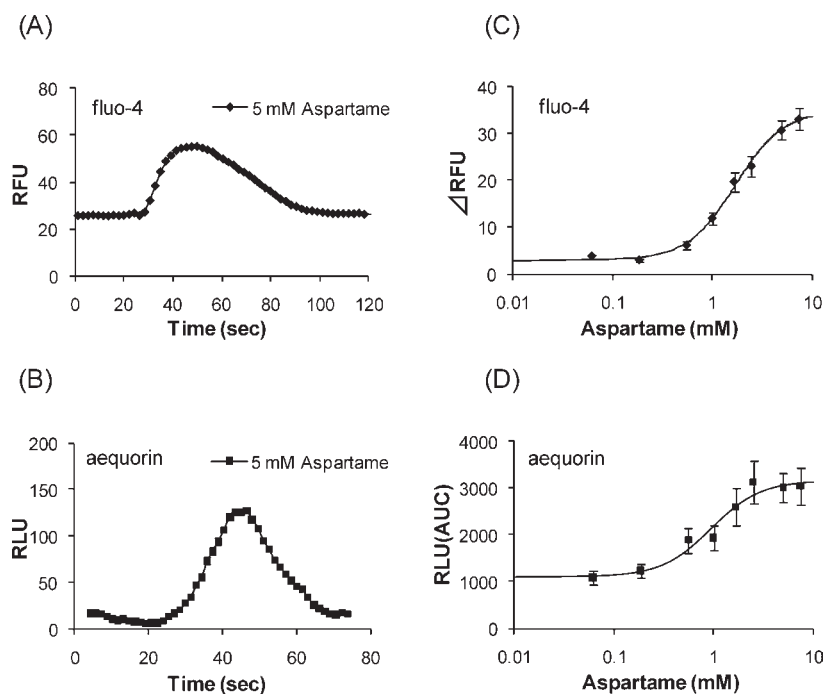 (A)
fluo-4
5 mM Aspartame
RFU
80
60
40
20
0
0 20 40 60 80 100 120
Time (sec)
(C)
fluo-4
⊿RFU
40
30
20
10
0
0.01 0.1 1 10
Aspartame (mM)
(B)
aequorin
5 mM Aspartame
RLU
200
150
100
50
0
0 20 40 60 80
Time (sec)
(D)
aequorin
RLU(AUC)
4000
3000
2000
1000
0
0.01 0.1 1 10
Aspartame (mM)